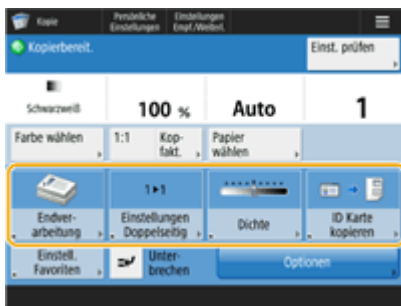 Kopie
Persönliche Einstellungen
Einstellungen Empf./Weiterl.
Kopierbereit.
Einst. prüfen
Schwarzweiß
100 %
Auto
1
Farbe wählen
1:1
Kop-
fakt.
Papier
wählen
1▸1
Endver-
arbeitung
Einstellungen
Doppelseitig
Dichte
ID Karte
kopieren
Einstell.
Favoriten
Unter-
brechen
Optionen